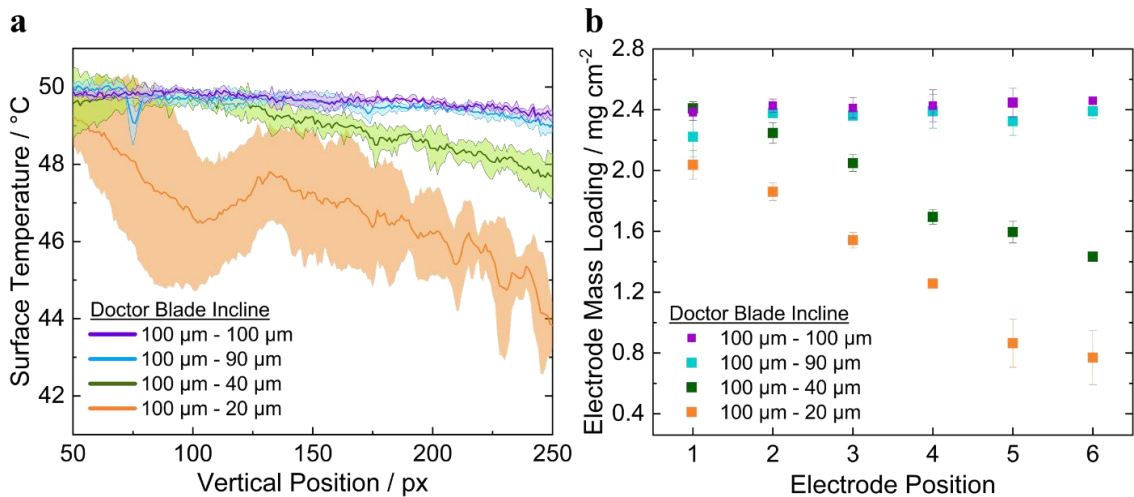 a
Surface Temperature / °C
50
48
46
44
42
Doctor Blade Incline
100 µm - 100 µm
100 µm - 90 µm
100 µm - 40 µm
100 µm - 20 µm
50
100
150
200
250
Vertical Position / px
b
Electrode Mass Loading / mg cm⁻²
2.8
2.4
2.0
1.6
1.2
0.8
0.4
Doctor Blade Incline
100 µm - 100 µm
100 µm - 90 µm
100 µm - 40 µm
100 µm - 20 µm
1
2
3
4
5
6
Electrode Position